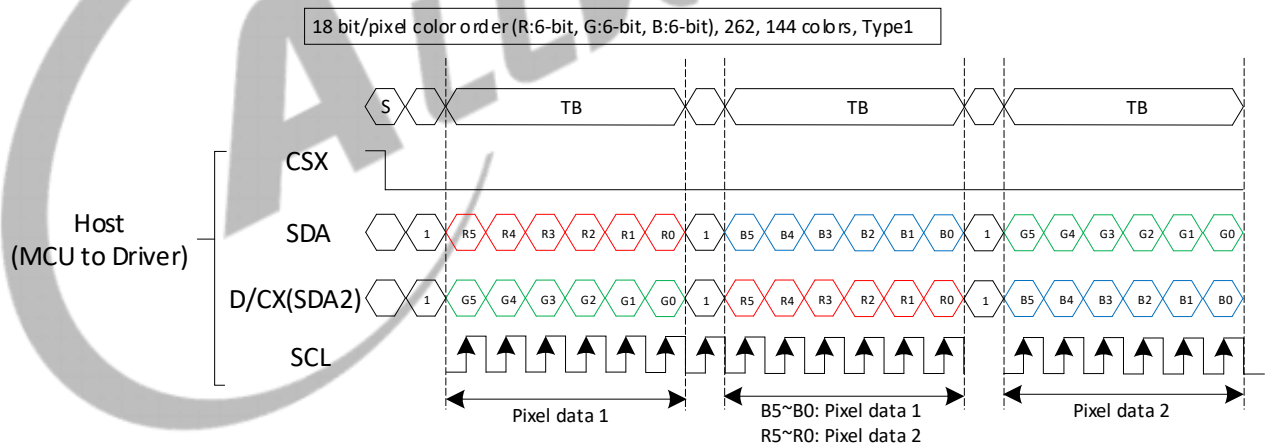 18 bit/pixel color order (R:6-bit, G:6-bit, B:6-bit), 262, 144 colors, Type1
S TB TB TB
CSX
Host
(MCU to Driver)
SDA 1 R5 R4 R3 R2 R1 R0 1 B5 B4 B3 B2 B1 B0 1 G5 G4 G3 G2 G1 G0
D/CX(SDA2) 1 G5 G4 G3 G2 G1 G0 1 R5 R4 R3 R2 R1 R0 1 B5 B4 B3 B2 B1 B0
SCL
Pixel data 1
B5~B0: Pixel data 1
R5~R0: Pixel data 2
Pixel data 2